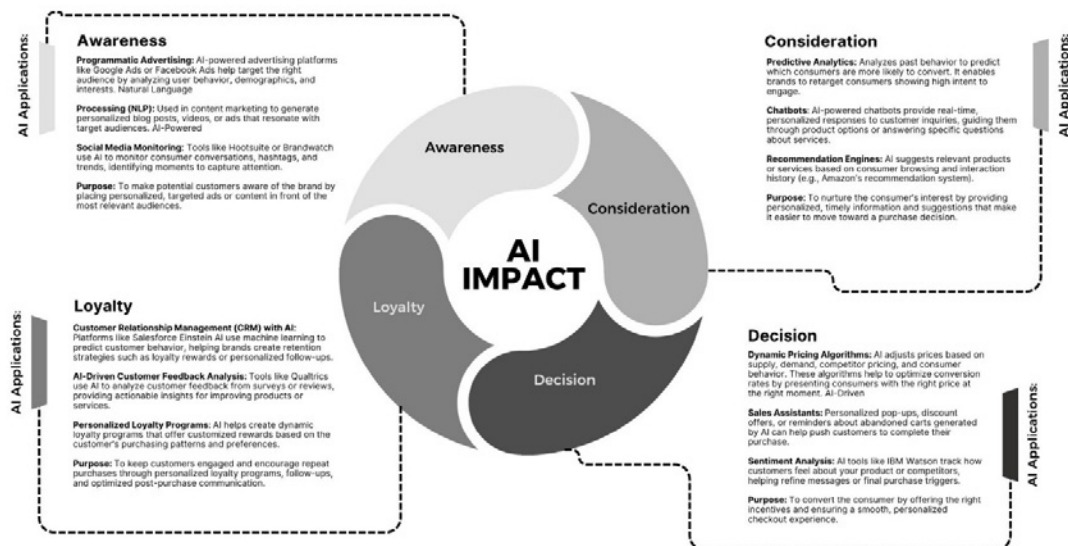 AI Applications:
Awareness
Programmatic Advertising: AI-powered advertising platforms
like Google Ads or Facebook Ads help target the right
audience by analyzing user behavior, demographics, and
interests. Natural Language
Processing (NLP): Used in content marketing to generate
personalized blog posts, videos, or ads that resonate with
target audiences. AI-Powered
Social Media Monitoring: Tools like Hootsuite or Brandwatch
use AI to monitor consumer conversations, hashtags, and
trends, identifying moments to capture attention.
Purpose: To make potential customers aware of the brand by
placing personalized, targeted ads or content in front of the
most relevant audiences.
Consideration
Predictive Analytics: Analyzes past behavior to predict
which consumers are more likely to convert. It enables
brands to retarget consumers showing high intent to
engage.
Chatbots: AI-powered chatbots provide real-time,
personalized responses to customer inquiries, guiding them
through product options or answering specific questions
about services.
Recommendation Engines: AI suggests relevant products
or services based on consumer browsing and interaction
history (e.g., Amazon's recommendation system).
Purpose: To nurture the consumer's interest by providing
personalized, timely information and suggestions that make
it easier to move toward a purchase decision.
AI Applications:
Awareness
Consideration
AI
IMPACT
Loyalty
Decision
AI Applications:
Loyalty
Customer Relationship Management (CRM) with AI:
Platforms like Salesforce Einstein AI use machine learning to
predict customer behavior, helping brands create retention
strategies such as loyalty rewards or personalized follow-ups.
AI-Driven Customer Feedback Analysis: Tools like Qualtrics
use AI to analyze customer feedback from surveys or reviews,
providing actionable insights for improving products or
services.
Personalized Loyalty Programs: AI helps create dynamic
loyalty programs that offer customized rewards based on the
customer's purchasing patterns and preferences.
Purpose: To keep customers engaged and encourage repeat
purchases through personalized loyalty programs, follow-ups,
and optimized post-purchase communication.
Decision
Dynamic Pricing Algorithms: AI adjusts prices based on
supply, demand, competitor pricing, and consumer
behavior. These algorithms help to optimize conversion
rates by presenting consumers with the right price at
the right moment. AI-Driven
Sales Assistants: Personalized pop-ups, discount
offers, or reminders about abandoned carts generated
by AI can help push customers to complete their
purchase.
Sentiment Analysis: AI tools like IBM Watson track how
customers feel about your product or competitors,
helping refine messages or final purchase triggers.
Purpose: To convert the consumer by offering the right
incentives and ensuring a smooth, personalized
checkout experience.
AI Applications: